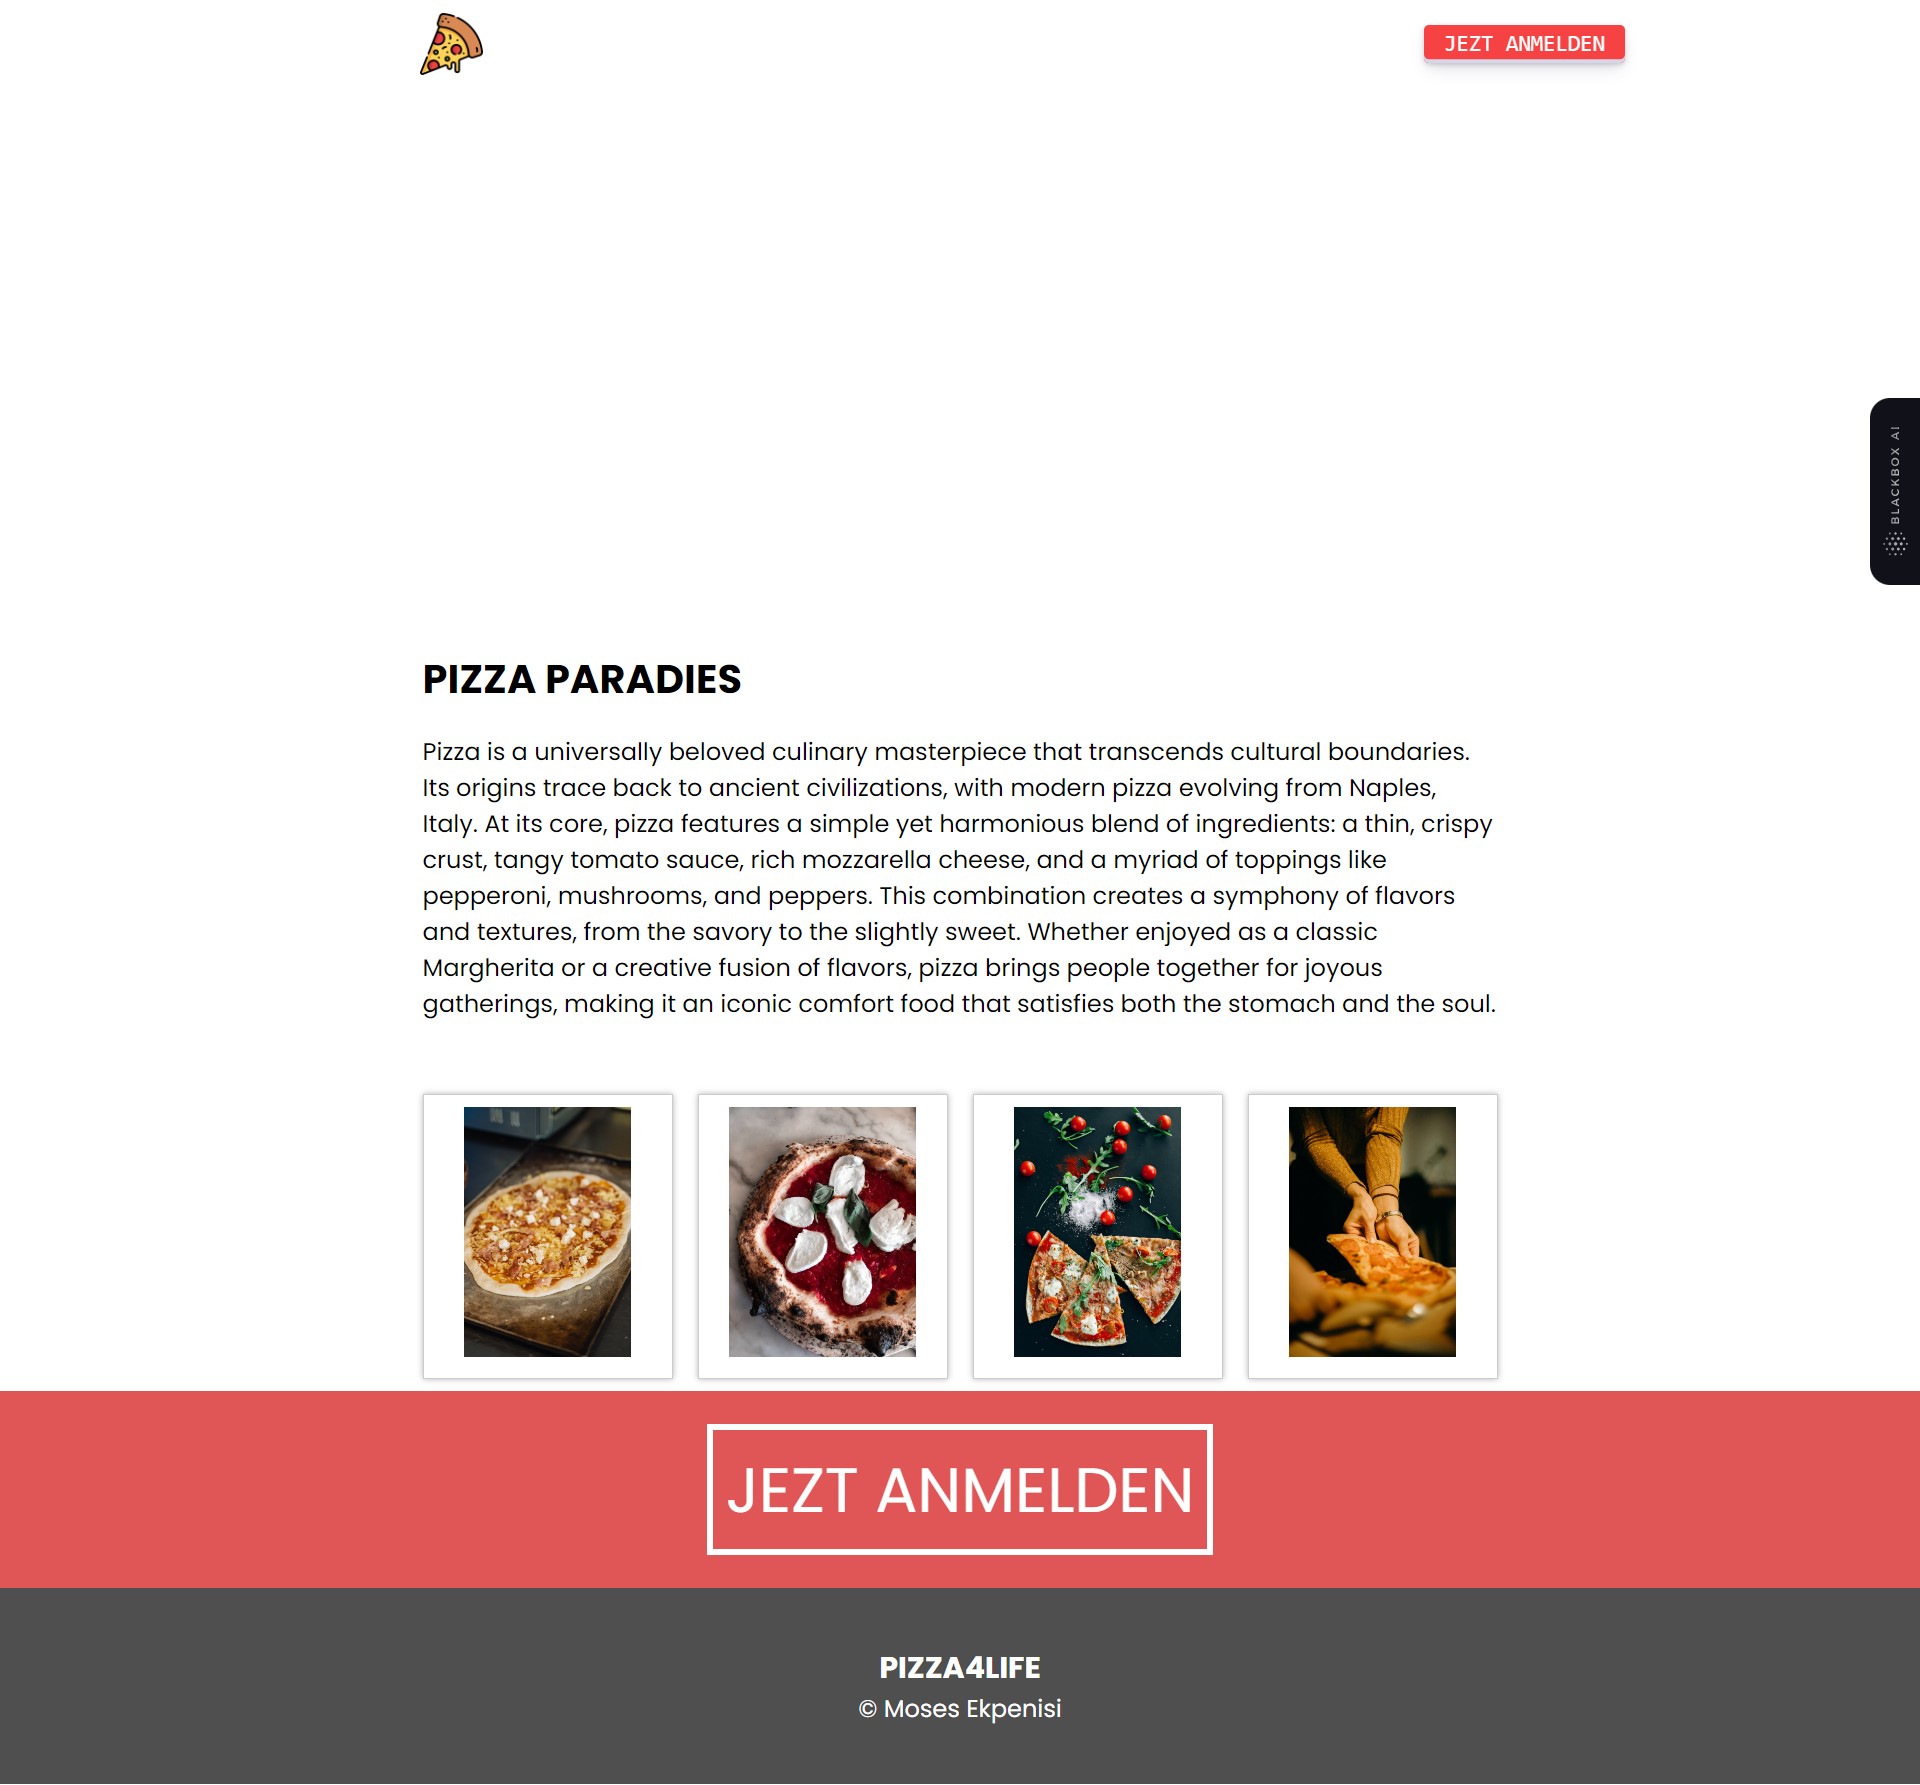 JEZT ANMELDEN
BLACKBOX AI
PIZZA PARADIES
Pizza is a universally beloved culinary masterpiece that transcends cultural boundaries.
Its origins trace back to ancient civilizations, with modern pizza evolving from Naples,
Italy. At its core, pizza features a simple yet harmonious blend of ingredients: a thin, crispy
crust, tangy tomato sauce, rich mozzarella cheese, and a myriad of toppings like
pepperoni, mushrooms, and peppers. This combination creates a symphony of flavors
and textures, from the savory to the slightly sweet. Whether enjoyed as a classic
Margherita or a creative fusion of flavors, pizza brings people together for joyous
gatherings, making it an iconic comfort food that satisfies both the stomach and the soul.
JEZT ANMELDEN
PIZZA4LIFE
© Moses Ekpenisi